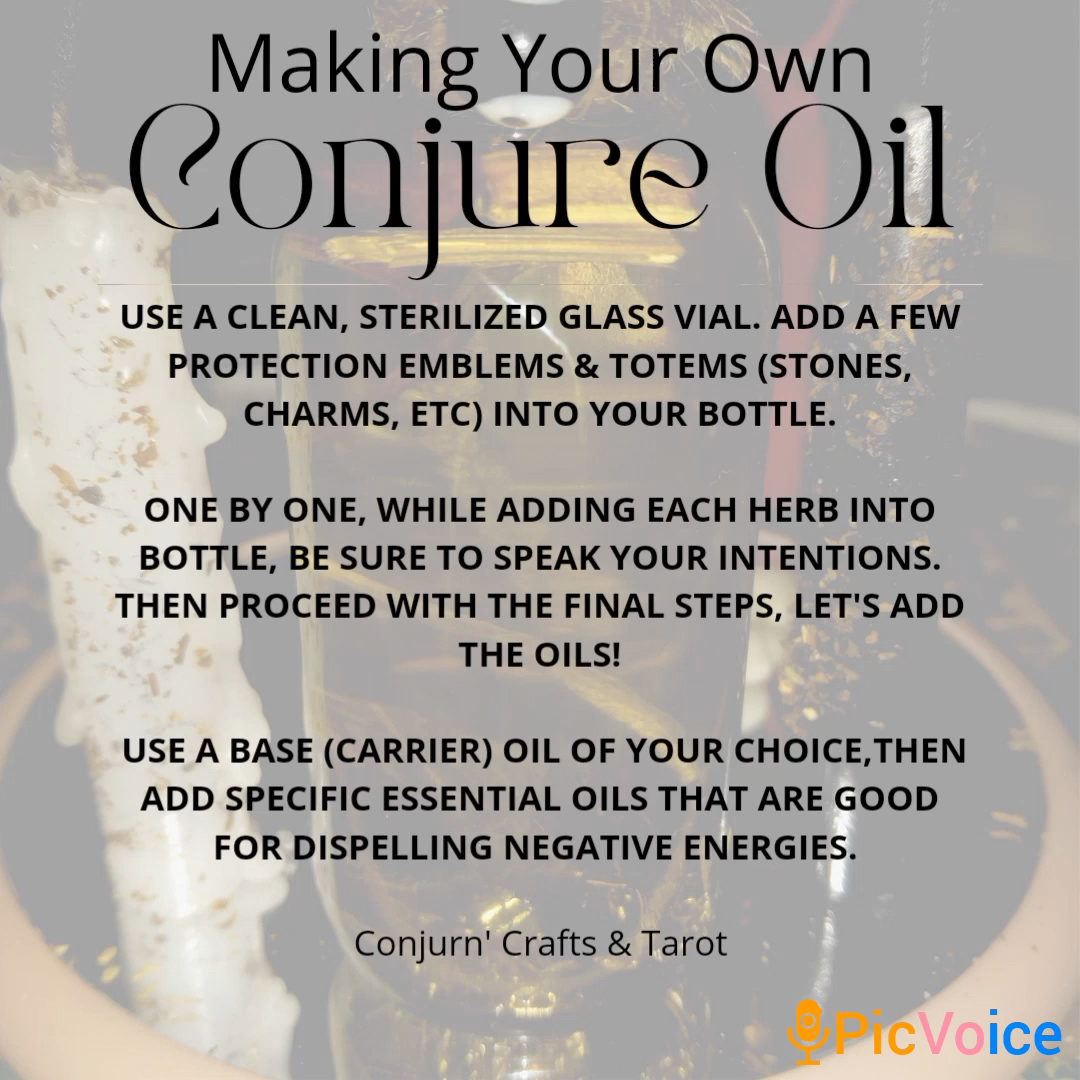 Making Your Own
Conjure Oil
USE A CLEAN, STERILIZED GLASS VIAL. ADD A FEW
PROTECTION EMBLEMS & TOTEMS (STONES,
CHARMS, ETC) INTO YOUR BOTTLE.
ONE BY ONE, WHILE ADDING EACH HERB INTO
BOTTLE, BE SURE TO SPEAK YOUR INTENTIONS.
THEN PROCEED WITH THE FINAL STEPS, LET'S ADD
THE OILS!
USE A BASE (CARRIER) OIL OF YOUR CHOICE,THEN
ADD SPECIFIC ESSENTIAL OILS THAT ARE GOOD
FOR DISPELLING NEGATIVE ENERGIES.
Conjurn' Crafts & Tarot
PicVoice